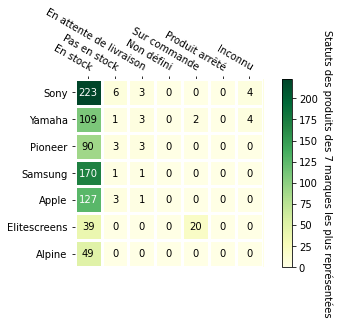 En stock
Pas en stock
En attente de livraison
Non défini
Sur commande
Produit arrêté
Inconnu
Sony 223 6 3 0 0 0 4
Yamaha 109 1 3 0 2 0 4
Pioneer 90 3 3 0 0 0 0
Samsung 170 1 1 0 0 0 0
Apple 127 3 1 0 0 0 0
Elitescreens 39 0 0 0 20 0 0
Alpine 49 0 0 0 0 0 0
200
175
150
125
100
75
50
25
0
Statuts des produits des 7 marques les plus représentées